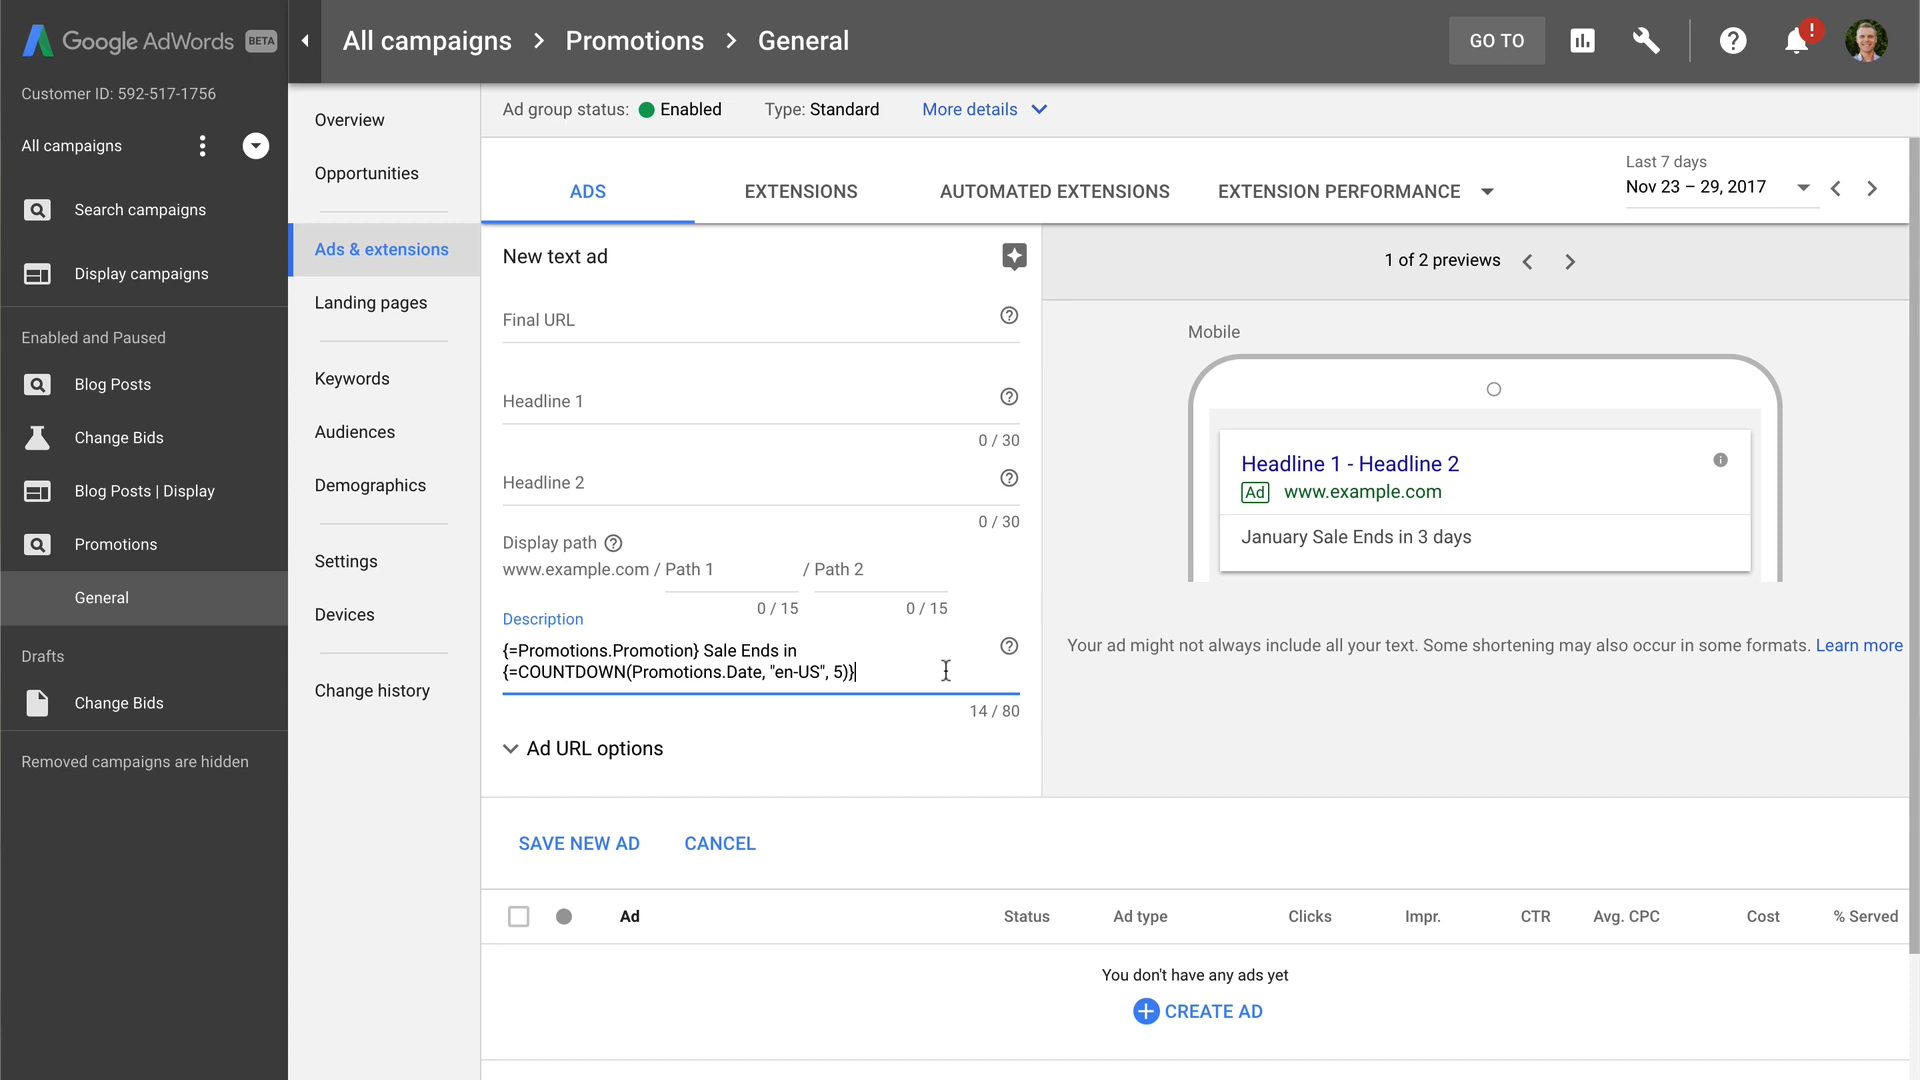 Google AdWords BETA
All campaigns > Promotions > General
GO TO
!
Customer ID: 592-517-1756
All campaigns
Search campaigns
Display campaigns
Enabled and Paused
Blog Posts
Change Bids
Blog Posts | Display
Promotions
General
Drafts
Change Bids
Removed campaigns are hidden
Overview
Opportunities
Ads & extensions
Landing pages
Keywords
Audiences
Demographics
Settings
Devices
Change history
Ad group status: Enabled Type: Standard More details
ADS EXTENSIONS AUTOMATED EXTENSIONS EXTENSION PERFORMANCE
Last 7 days
Nov 23 – 29, 2017
New text ad
Final URL
Headline 1
0 / 30
Headline 2
0 / 30
Display path
www.example.com / Path 1 / Path 2
0 / 15 0 / 15
Description
{=Promotions.Promotion} Sale Ends in
{=COUNTDOWN(Promotions.Date, "en-US", 5)}
14 / 80
Ad URL options
1 of 2 previews
Mobile
Headline 1 - Headline 2
Ad www.example.com
January Sale Ends in 3 days
Your ad might not always include all your text. Some shortening may also occur in some formats. Learn more
SAVE NEW AD CANCEL
Ad Status Ad type Clicks Impr. CTR Avg. CPC Cost % Served
You don't have any ads yet
CREATE AD